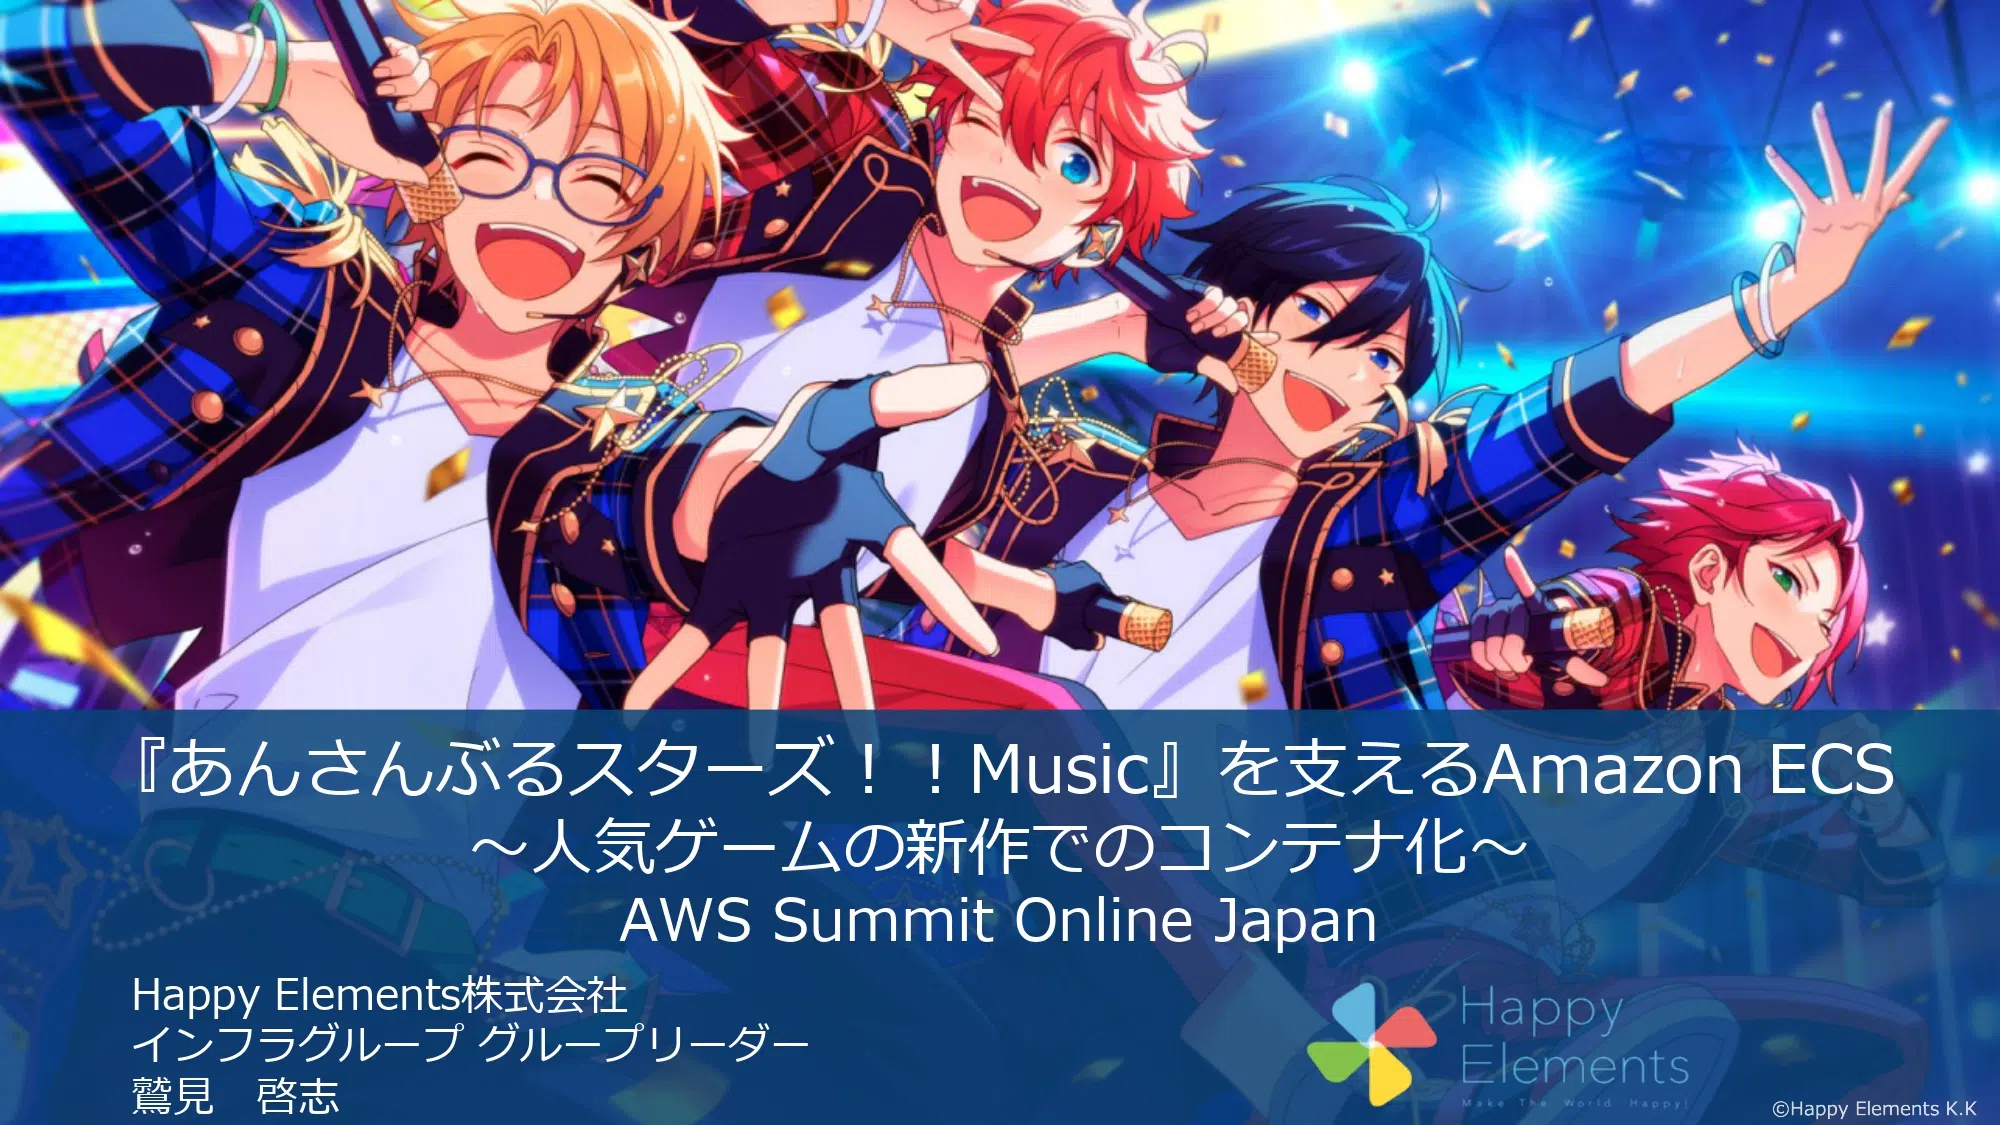 『あんさんぶるスターズ！！Music』を支えるAmazon ECS
～人気ゲームの新作でのコンテナ化～
AWS Summit Online Japan
Happy Elements株式会社
インフラグループ グループリーダー
鷲見　啓志
Happy
Elements
Make The World Happy!
©Happy Elements K.K